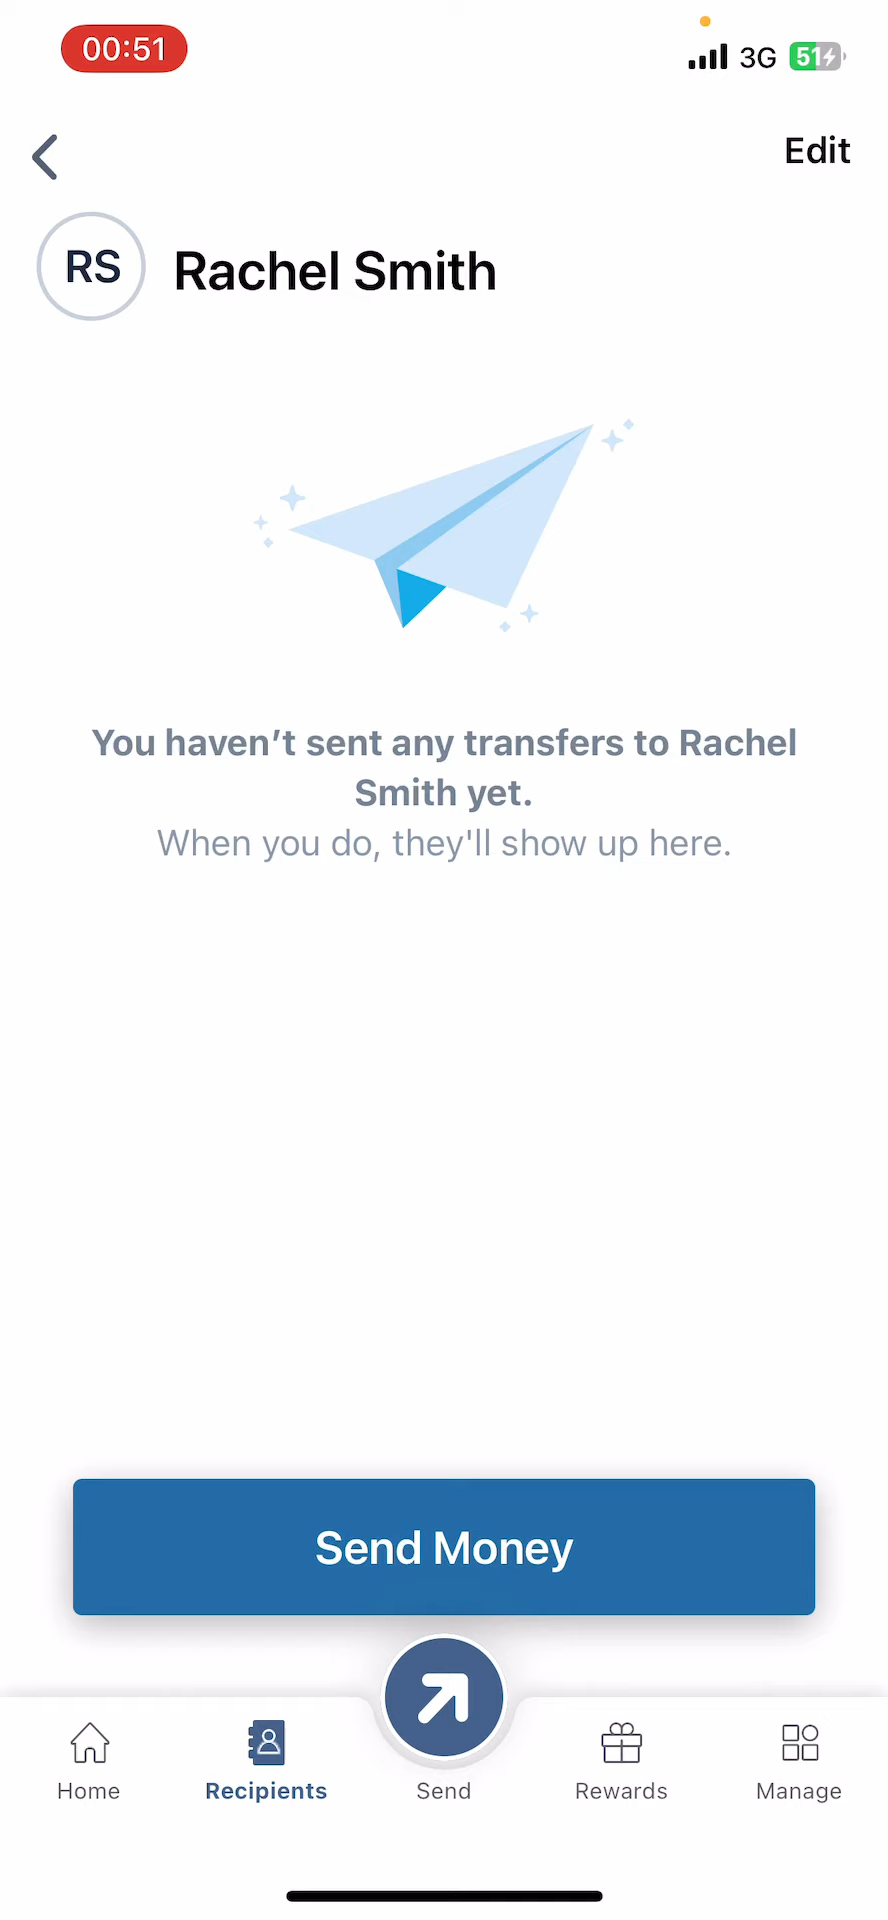 00:51
3G 51
Edit
RS Rachel Smith
You haven’t sent any transfers to Rachel
Smith yet.
When you do, they'll show up here.
Send Money
Home Recipients Send Rewards Manage